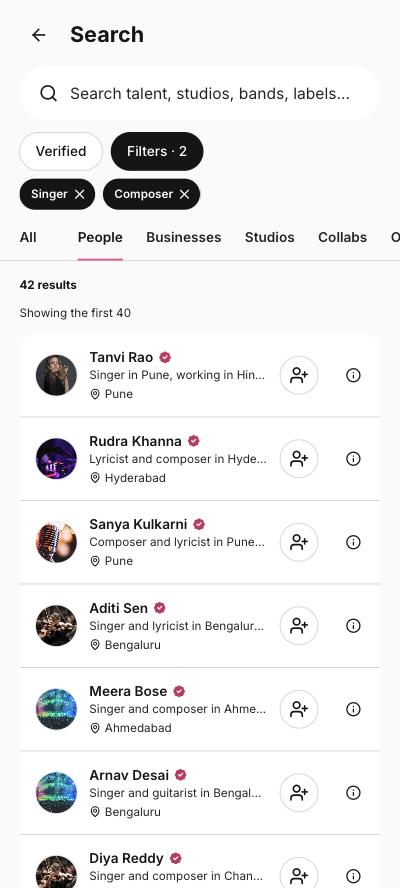 Search
Search talent, studios, bands, labels...
Verified
Filters · 2
Singer
Composer
All People Businesses Studios Collabs O
42 results
Showing the first 40
Tanvi Rao
Singer in Pune, working in Hin...
Pune
Rudra Khanna
Lyricist and composer in Hyde...
Hyderabad
Sanya Kulkarni
Composer and lyricist in Pune...
Pune
Aditi Sen
Singer and lyricist in Bengalur...
Bengaluru
Meera Bose
Singer and composer in Ahme...
Ahmedabad
Arnav Desai
Singer and guitarist in Bengal...
Bengaluru
Diya Reddy
Singer and composer in Chan...